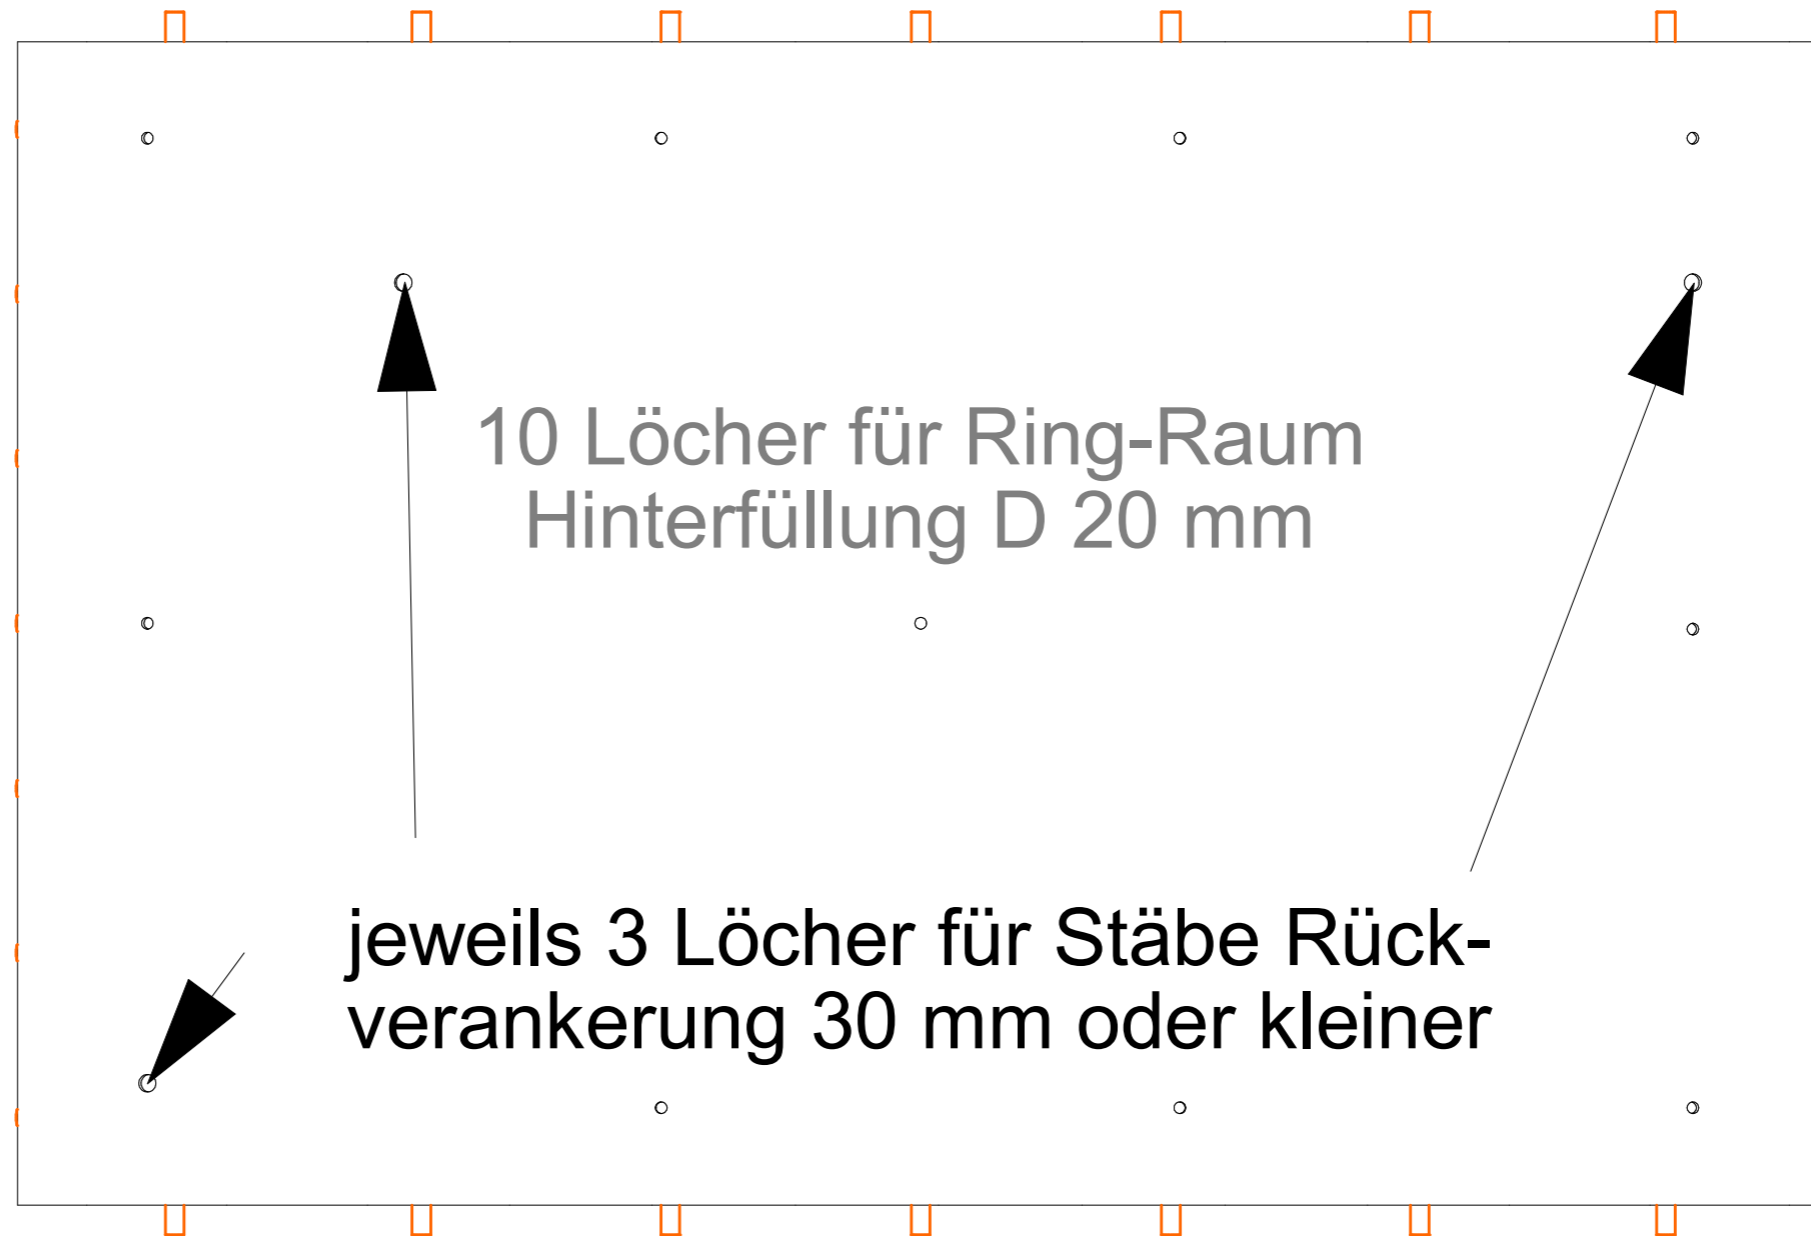 10 Löcher für Ring-Raum
Hinterfüllung D 20 mm
jeweils 3 Löcher für Stäbe Rück-
verankerung 30 mm oder kleiner